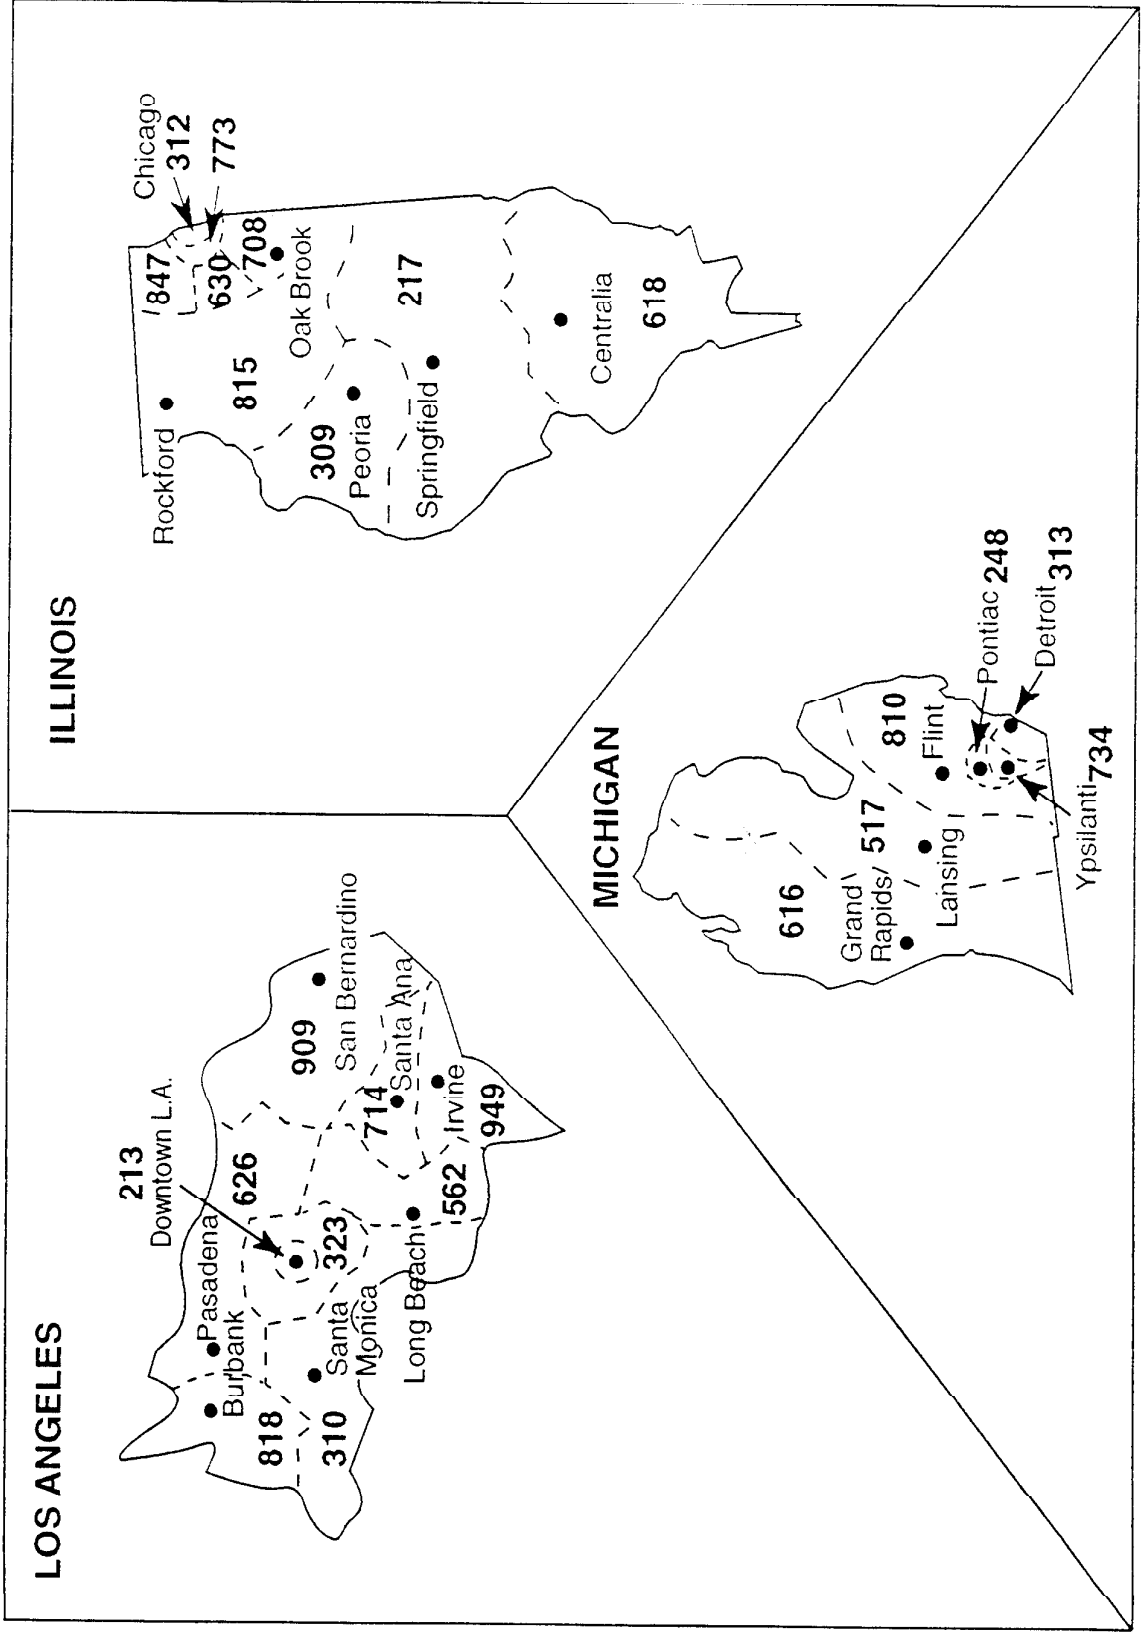 LOS ANGELES
213
Downtown L.A.
Pasadena
Burbank
626
818
310
Santa
Monica
323
Long Beach
562
909
San Bernardino
714
Santa Ana
Irvine
949
ILLINOIS
Rockford
815
847
Chicago
312
773
630
708
Oak Brook
309
Peoria
217
Springfield
Centralia
618
MICHIGAN
616
Grand
Rapids
517
Lansing
810
Flint
Pontiac 248
Detroit 313
Ypsilanti 734